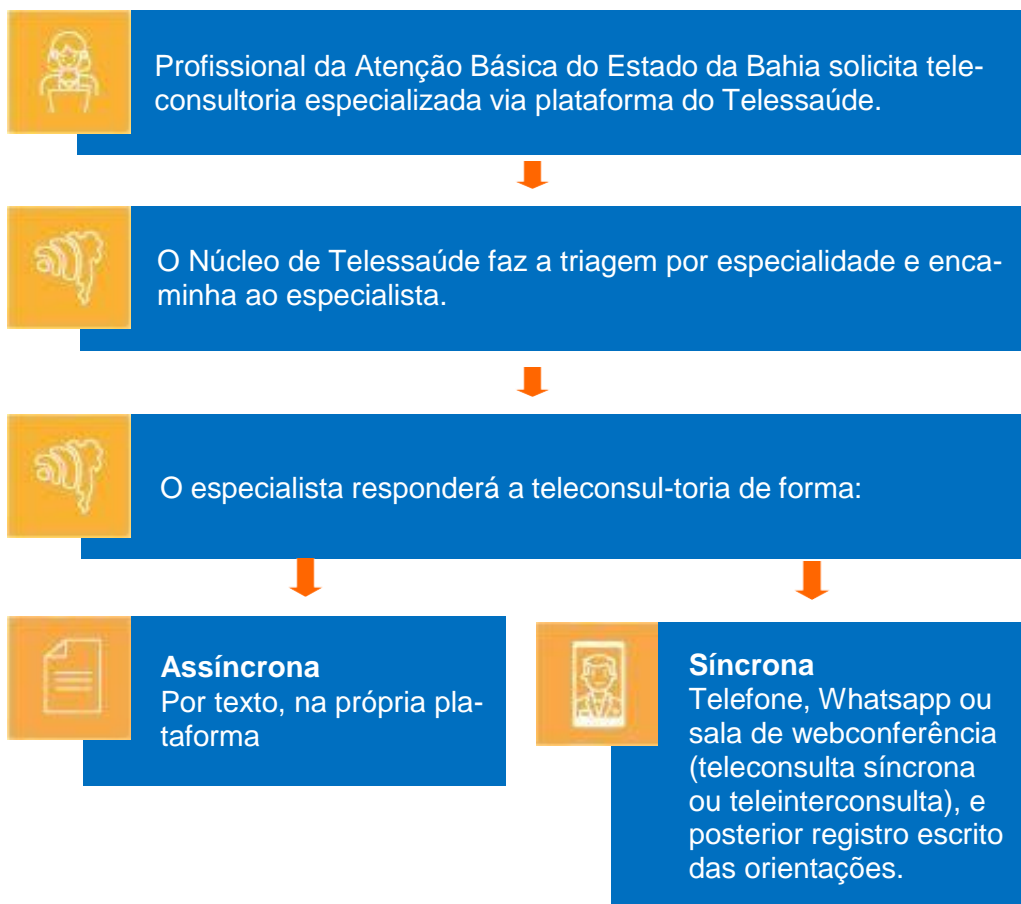 Profissional da Atenção Básica do Estado da Bahia solicita tele-
consultoria especializada via plataforma do Telessaúde.
O Núcleo de Telessaúde faz a triagem por especialidade e enca-
minha ao especialista.
O especialista responderá a teleconsul-toria de forma:
Assíncrona
Por texto, na própria pla-
taforma
Síncrona
Telefone, Whatsapp ou
sala de webconferência
(teleconsulta síncrona
ou teleinterconsulta), e
posterior registro escrito
das orientações.